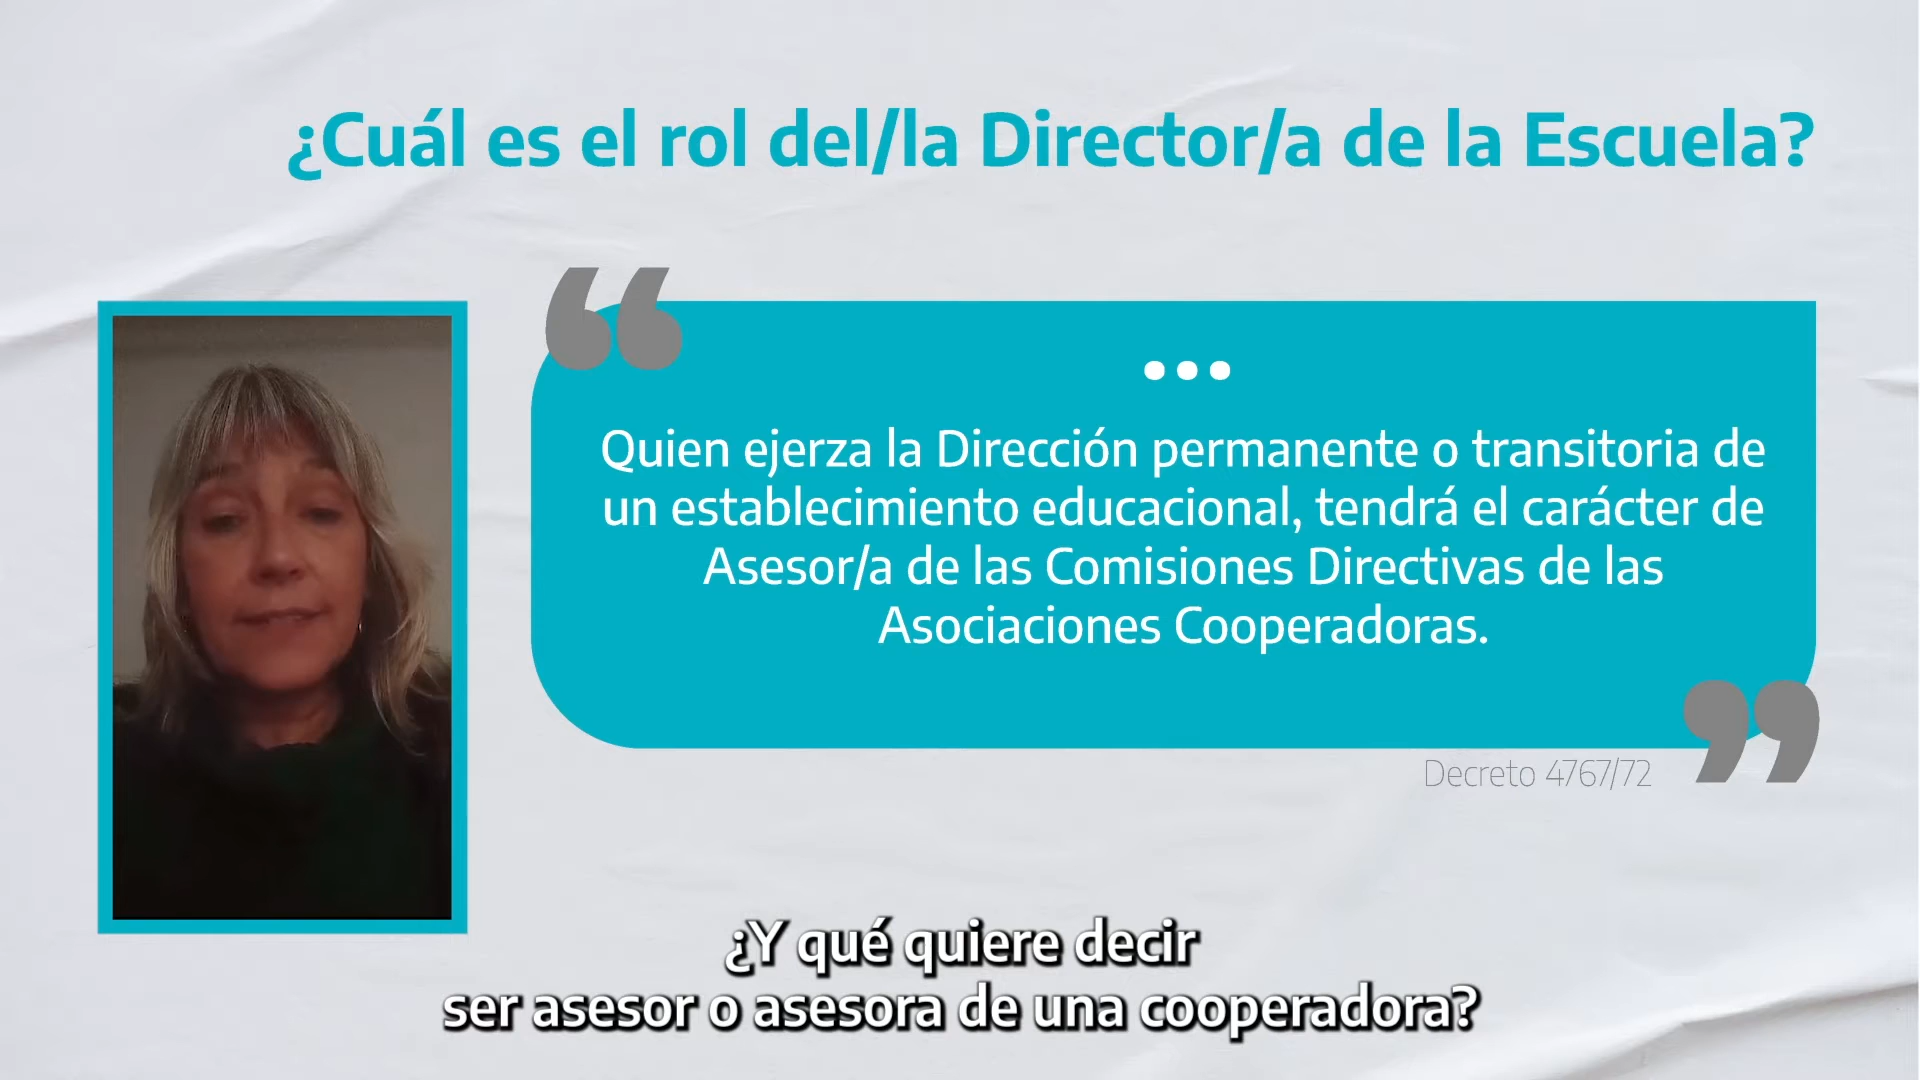 ¿Cuál es el rol del/la Director/a de la Escuela?
“
...
Quien ejerza la Dirección permanente o transitoria de
un establecimiento educacional, tendrá el carácter de
Asesor/a de las Comisiones Directivas de las
Asociaciones Cooperadoras.
”
Decreto 4767/72
¿Y qué quiere decir
ser asesor o asesora de una cooperadora?